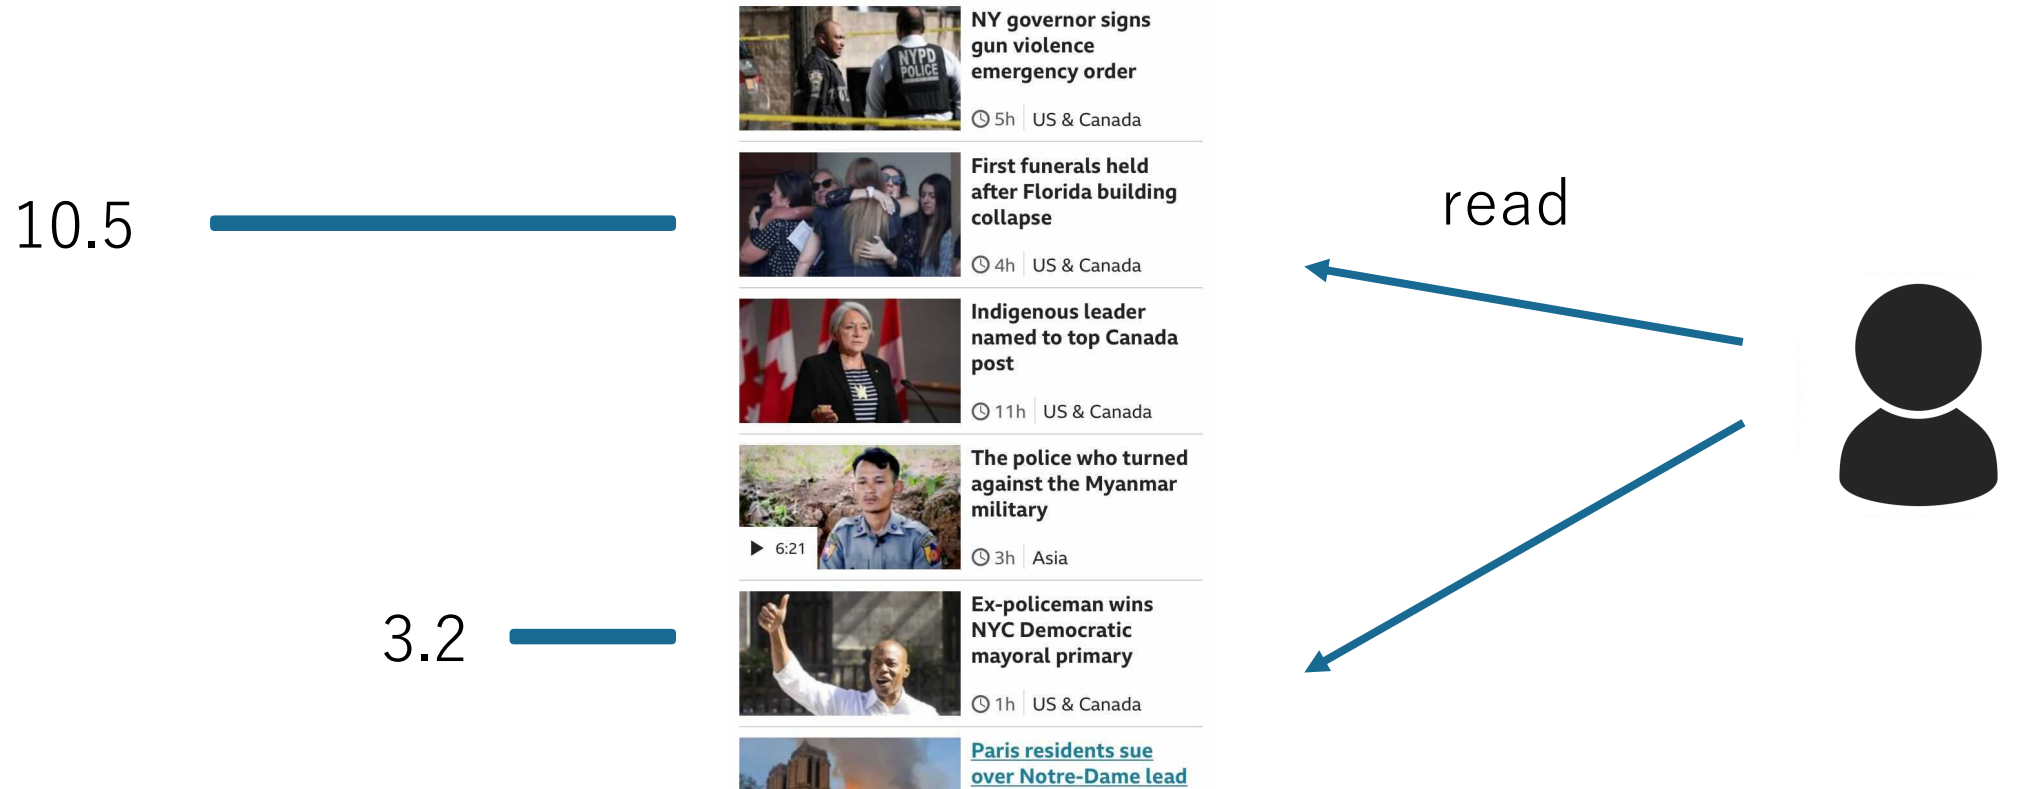 NY governor signs
gun violence
emergency order
5h US & Canada
NYPD
POLICE
First funerals held
after Florida building
collapse
4h US & Canada
10.5
read
Indigenous leader
named to top Canada
post
11h US & Canada
The police who turned
against the Myanmar
military
6:21
3h Asia
Ex-policeman wins
NYC Democratic
mayoral primary
1h US & Canada
3.2
Paris residents sue
over Notre-Dame lead